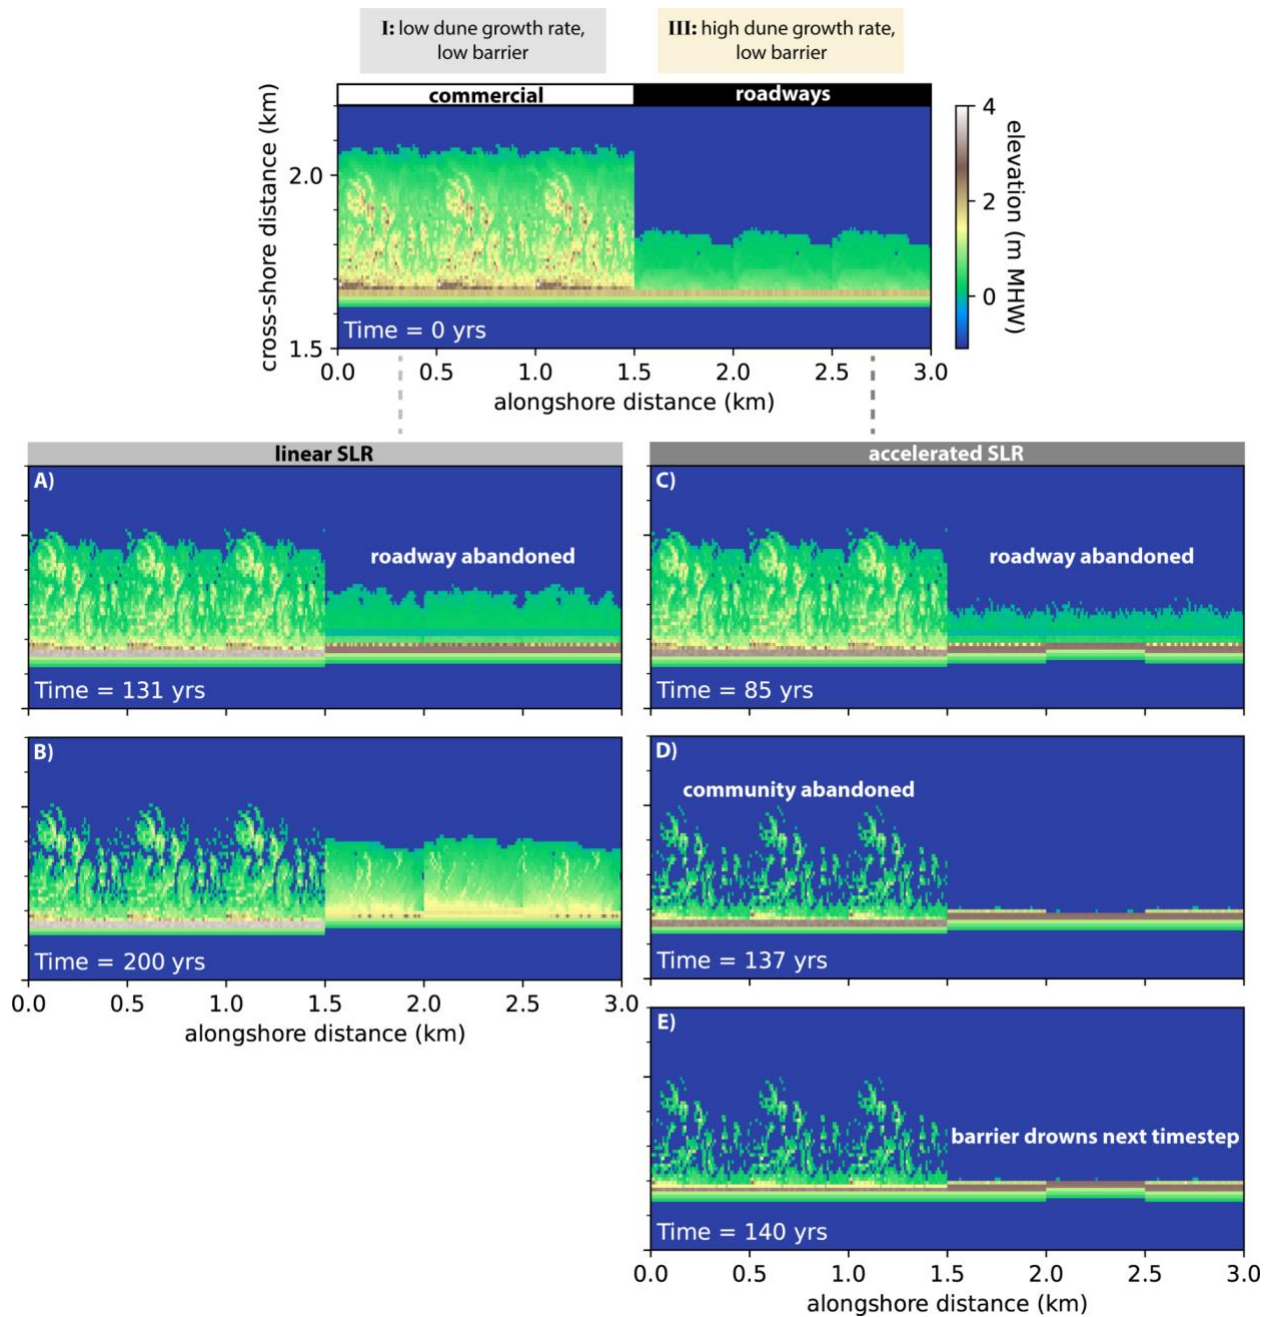 I: low dune growth rate,
low barrier
III: high dune growth rate,
low barrier
commercial
roadways
cross-shore distance (km)
2.0
1.5
Time = 0 yrs
4
2
0
elevation (m MHW)
0.0 0.5 1.0 1.5 2.0 2.5 3.0
alongshore distance (km)
linear SLR
A)
roadway abandoned
Time = 131 yrs
B)
Time = 200 yrs
0.0 0.5 1.0 1.5 2.0 2.5 3.0
alongshore distance (km)
accelerated SLR
C)
roadway abandoned
Time = 85 yrs
D)
community abandoned
Time = 137 yrs
E)
barrier drowns next timestep
Time = 140 yrs
0.0 0.5 1.0 1.5 2.0 2.5 3.0
alongshore distance (km)